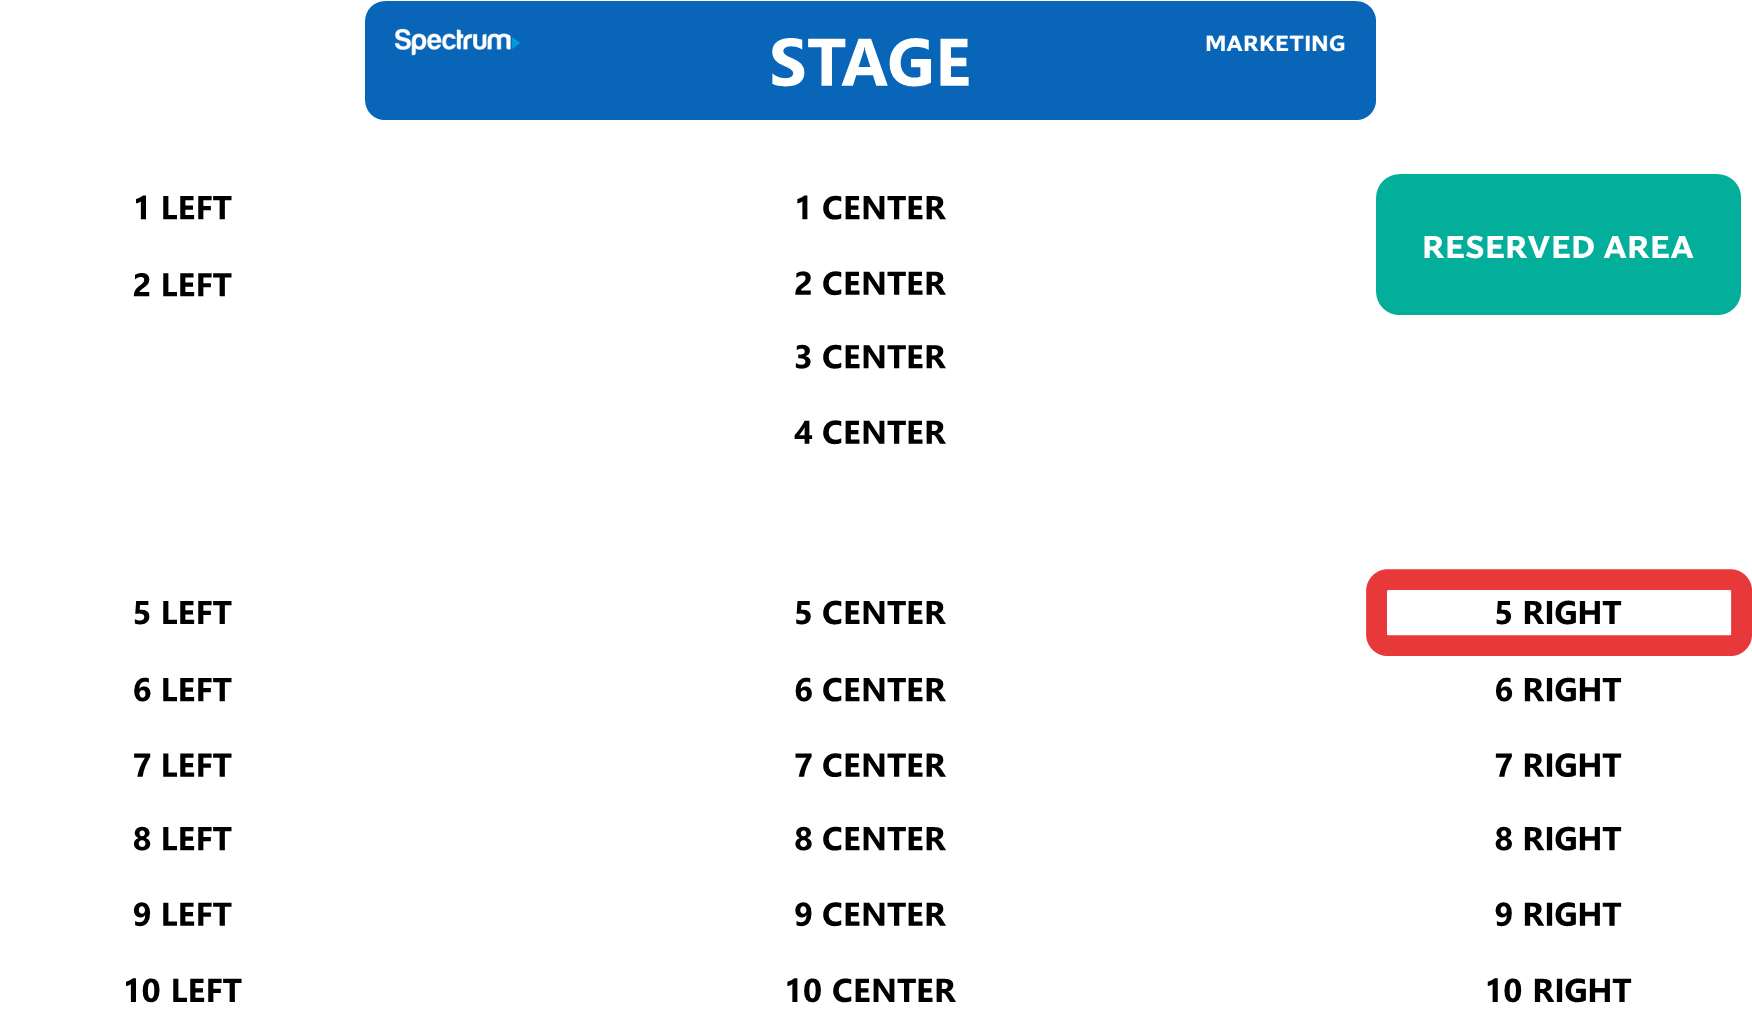 Spectrum
STAGE
MARKETING
1 LEFT
1 CENTER
RESERVED AREA
2 LEFT
2 CENTER
3 CENTER
4 CENTER
5 LEFT
5 CENTER
5 RIGHT
6 LEFT
6 CENTER
6 RIGHT
7 LEFT
7 CENTER
7 RIGHT
8 LEFT
8 CENTER
8 RIGHT
9 LEFT
9 CENTER
9 RIGHT
10 LEFT
10 CENTER
10 RIGHT